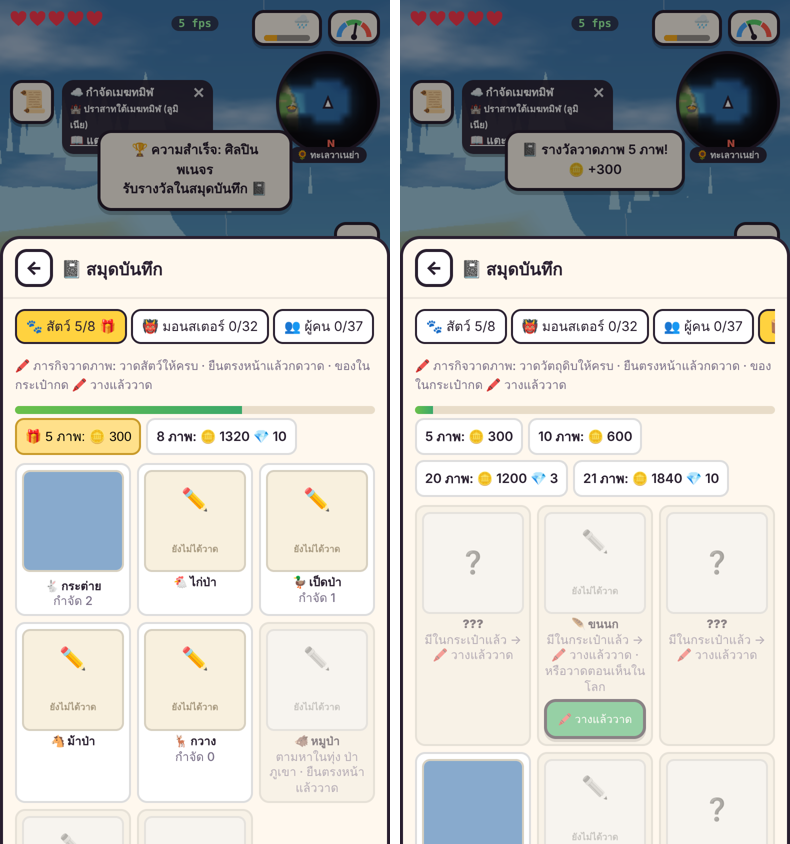 5 fps
กำจัดเมฆทมิฬ ✕
ปราสาทใต้เมฆทมิฬ (ลูมิ
เนีย)
🏆 ความสำเร็จ: ศิลปิน
พเนจร
รับรางวัลในสมุดบันทึก 📓
N
ทะเลวาเนย่า
← 📓 สมุดบันทึก
🐾 สัตว์ 5/8 🎁
👹 มอนสเตอร์ 0/32
👥 ผู้คน 0/37
🖍️ ภารกิจวาดภาพ: วาดสัตว์ให้ครบ · ยืนตรงหน้าแล้วกดวาด · ของใน
กระเป๋ากด 🖍️ วางแล้ววาด
🎁 5 ภาพ: 🪙 300
8 ภาพ: 🪙 1320 💎 10
ยังไม่ได้วาด
ยังไม่ได้วาด
🐇 กระต่าย
กำจัด 2
🐔 ไก่ป่า
🦆 เป็ดป่า
กำจัด 1
ยังไม่ได้วาด
ยังไม่ได้วาด
ยังไม่ได้วาด
🐴 ม้าป่า
🦌 กวาง
กำจัด 0
🐗 หมูป่า
ตามหาในทุ่ง ป่า
ภูเขา · ยืนตรงหน้า
แล้ววาด
5 fps
กำจัดเมฆทมิฬ ✕
ปราสาทใต้เมฆทมิฬ (ลูมิ
เนีย)
📓 รางวัลวาดภาพ 5 ภาพ!
🪙 +300
N
ทะเลวาเนย่า
← 📓 สมุดบันทึก
🐾 สัตว์ 5/8
👹 มอนสเตอร์ 0/32
👥 ผู้คน 0/37
🖍️ ภารกิจวาดภาพ: วาดวัตถุดิบให้ครบ · ยืนตรงหน้าแล้วกดวาด · ของ
ในกระเป๋ากด 🖍️ วางแล้ววาด
5 ภาพ: 🪙 300
10 ภาพ: 🪙 600
20 ภาพ: 🪙 1200 💎 3
21 ภาพ: 🪙 1840 💎 10
?
ยังไม่ได้วาด
?
???
มีในกระเป๋าแล้ว →
🖍️ วางแล้ววาด
🪶 ขนนก
มีในกระเป๋าแล้ว →
🖍️ วางแล้ววาด ·
หรือวาดตอนเห็นใน
โลก
🖍️ วางแล้ววาด
???
มีในกระเป๋าแล้ว →
🖍️ วางแล้ววาด
ยังไม่ได้วาด
?